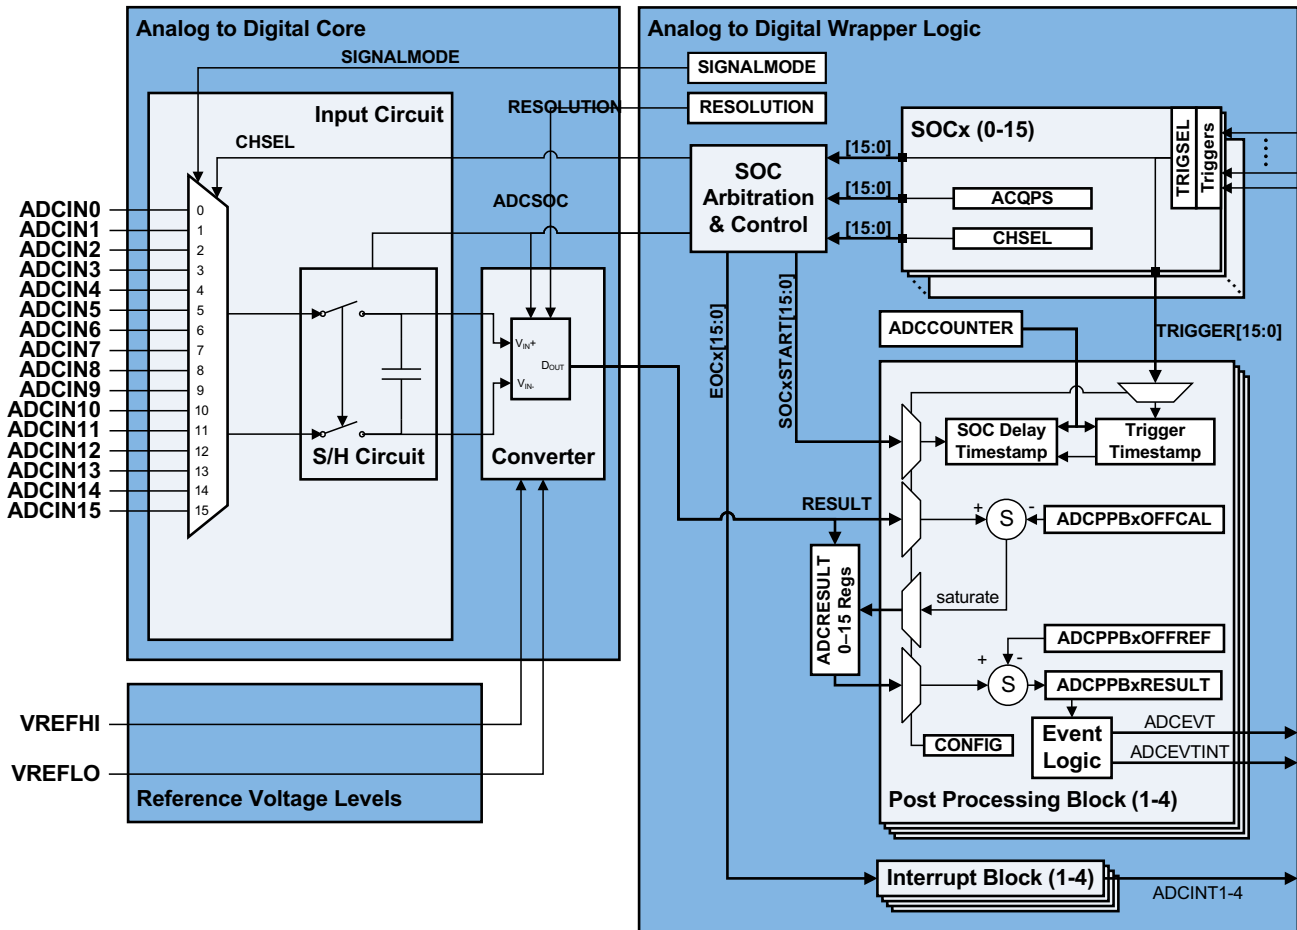 Analog to Digital Core
SIGNALMODE
Input Circuit
RESOLUTION
CHSEL
ADCSOC
ADCIN0
ADCIN1
ADCIN2
ADCIN3
ADCIN4
ADCIN5
ADCIN6
ADCIN7
ADCIN8
ADCIN9
ADCIN10
ADCIN11
ADCIN12
ADCIN13
ADCIN14
ADCIN15
0
1
2
3
4
5
6
7
8
9
10
11
12
13
14
15
S/H Circuit
VIN+
DOUT
VIN-
Converter
VREFHI
VREFLO
Reference Voltage Levels
Analog to Digital Wrapper Logic
SIGNALMODE
RESOLUTION
SOC
Arbitration
& Control
[15:0]
[15:0]
[15:0]
SOCx (0-15)
TRIGSEL
Triggers
ACQPS
CHSEL
EOCx[15:0]
SOCxSTART[15:0]
ADCCOUNTER
TRIGGER[15:0]
SOC Delay
Timestamp
Trigger
Timestamp
RESULT
+
S
-
ADCPPBxOFFCAL
ADCRESULT
0–15 Regs
saturate
ADCPPBxOFFREF
+
-
S
ADCPPBxRESULT
CONFIG
Event
Logic
ADCEVT
ADCEVTINT
Post Processing Block (1-4)
Interrupt Block (1-4)
ADCINT1-4